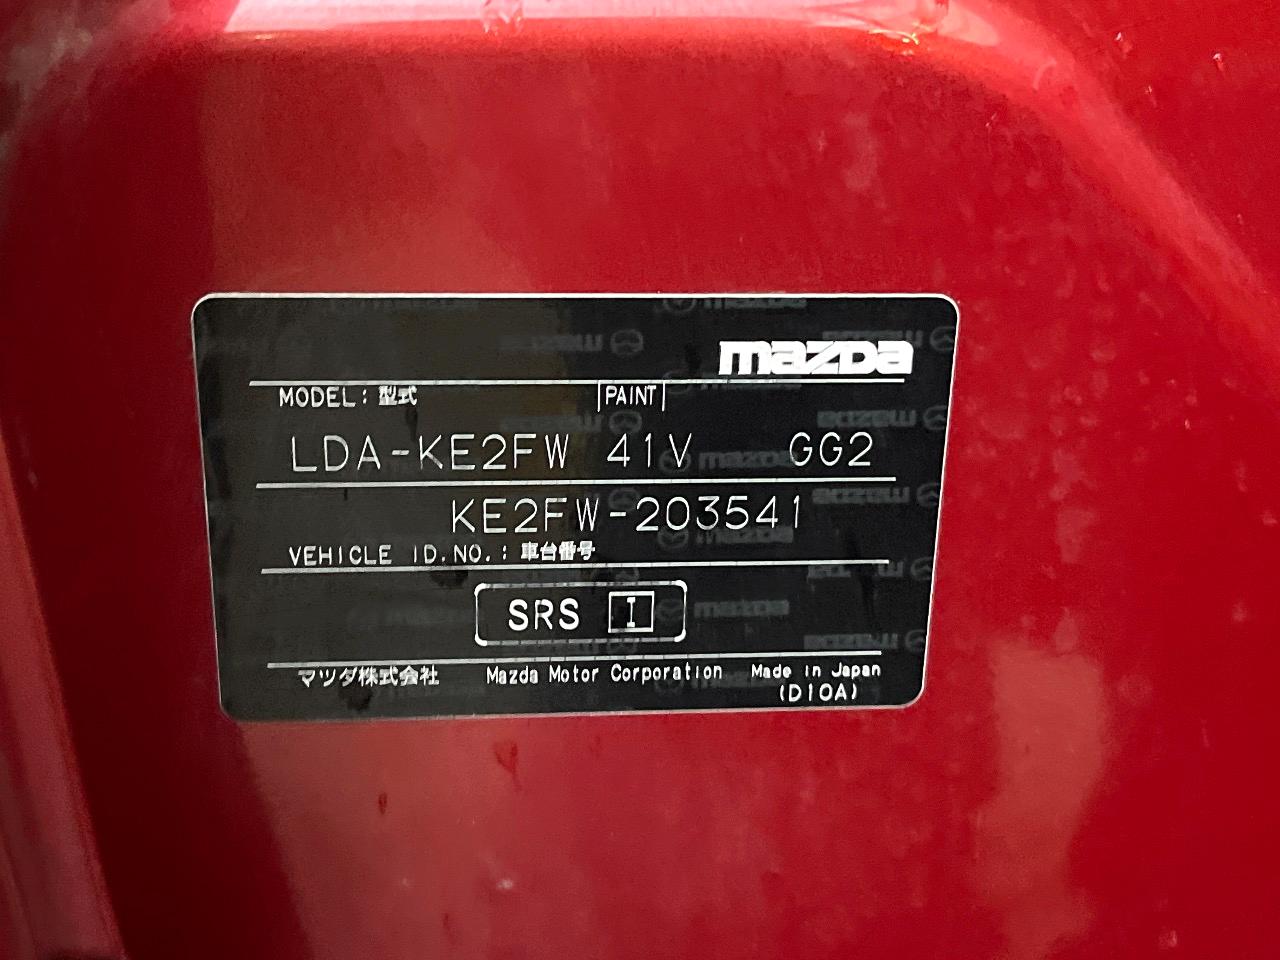 mazda
MODEL: 型式 PAINT
LDA-KE2FW 41V GG2
KE2FW-203541
VEHICLE ID.NO.: 車台番号
SRS I
マツダ株式会社 Mazda Motor Corporation Made in Japan
(D10A)